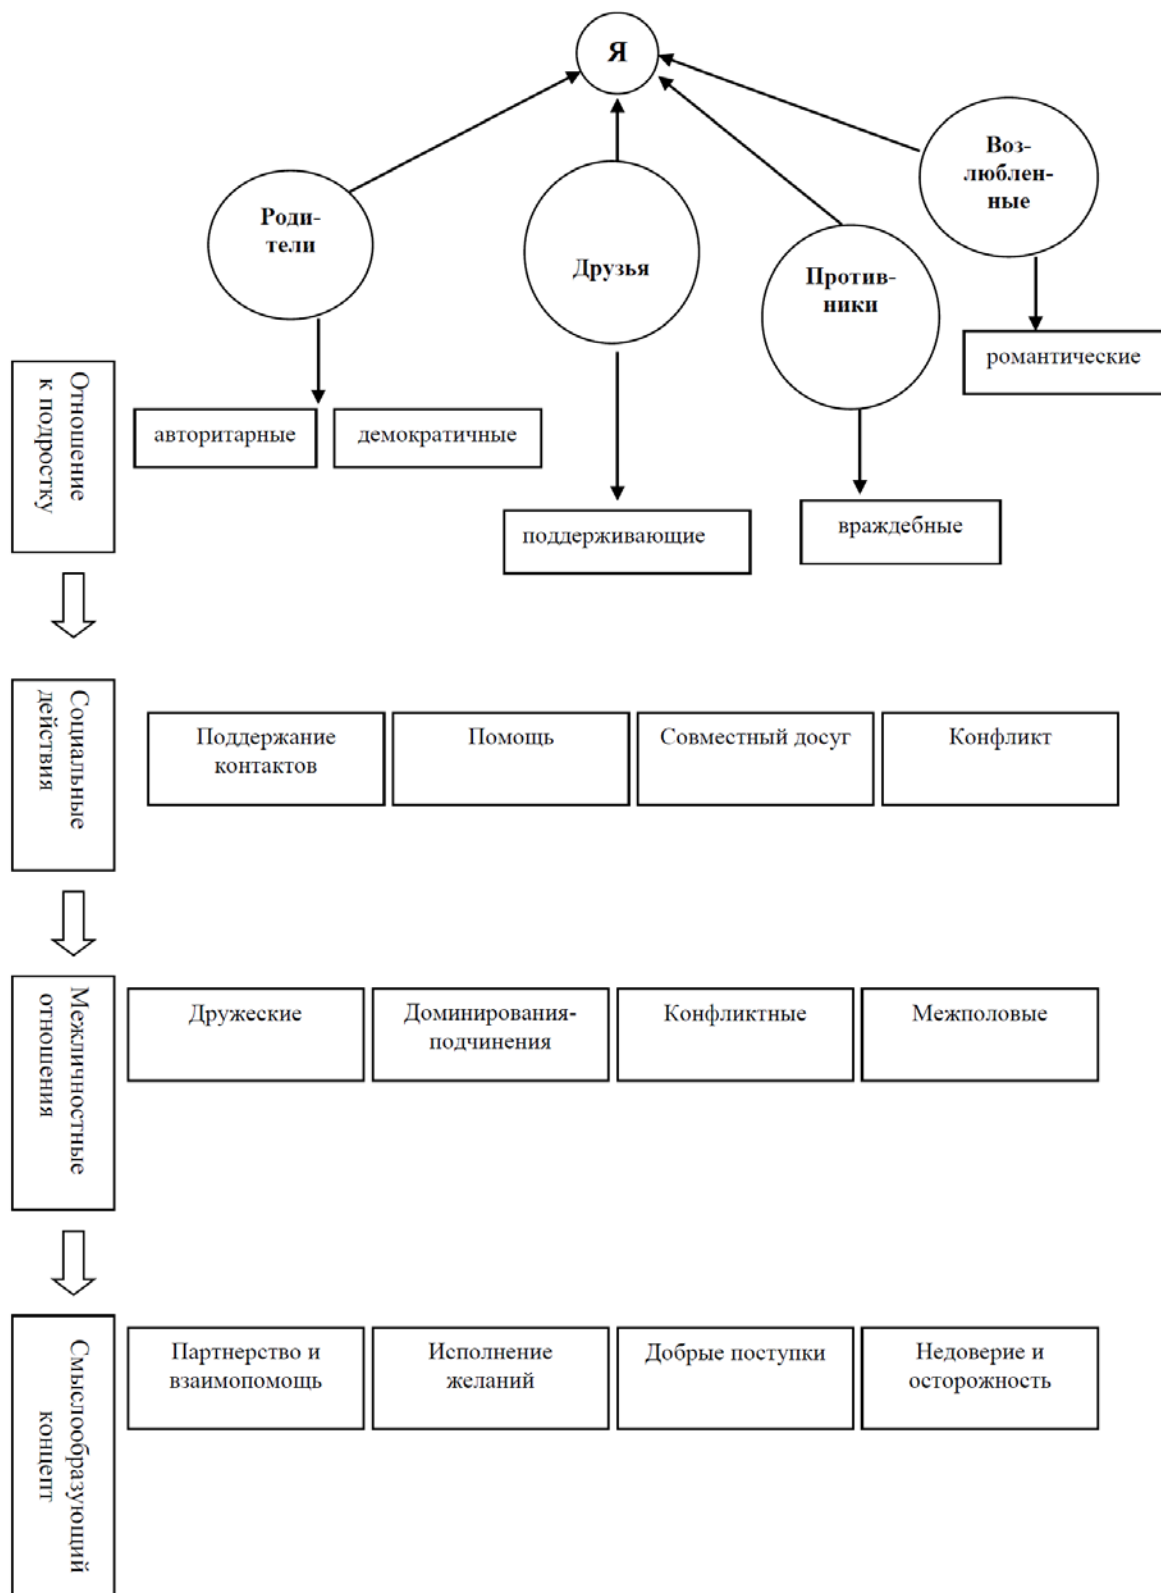 Я
Воз-
люблен-
ные
Роди-
тели
Друзья
Против-
ники
романтические
Отношение
к подростку
авторитарные
демократичные
поддерживающие
враждебные
Социальные
действия
Поддержание
контактов
Помощь
Совместный досуг
Конфликт
Межличностные
отношения
Дружеские
Доминирования-
подчинения
Конфликтные
Межполовые
Смыслообразующий
концепт
Партнерство и
взаимопомощь
Исполнение
желаний
Добрые поступки
Недоверие и
осторожность